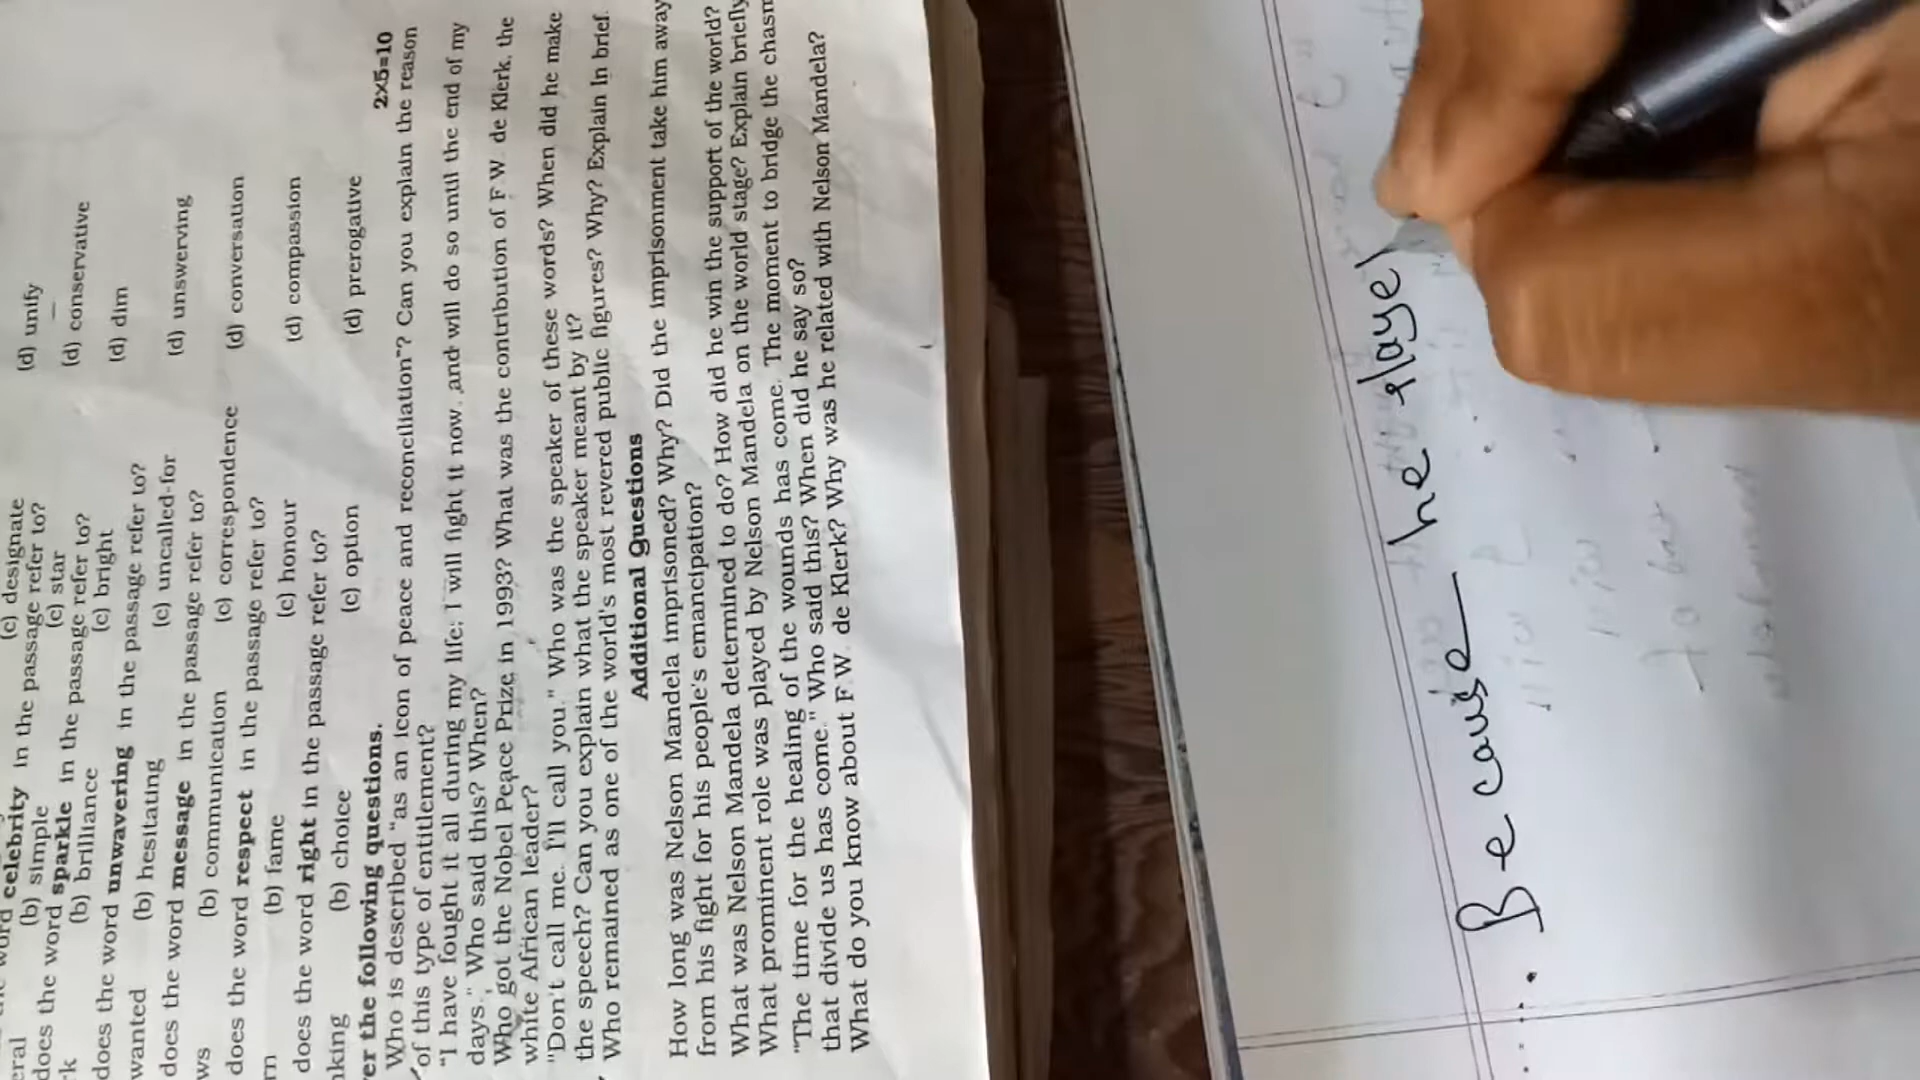 celebrity in the passage refer to?
(c) designate
(d) unify
(b) simple
(c) star
(d) conservative
does the word sparkle in the passage refer to?
(b) brilliance
(c) bright
(d) dim
does the word unwavering in the passage refer to?
wanted
(b) hesitating
(c) uncalled-for
(d) unswerving
does the word message in the passage refer to?
(b) communication
(c) correspondence
(d) conversation
does the word respect in the passage refer to?
(b) fame
(c) honour
(d) compassion
does the word right in the passage refer to?
(b) choice
(c) option
(d) prerogative
er the following questions.
2×5=10
Who is described "as an icon of peace and reconciliation"? Can you explain the reason
of this type of entitlement?
"I have fought it all during my life; I will fight it now and will do so until the end of my
days." Who said this? When?
Who got the Nobel Peace Prize in 1993? What was the contribution of F W. de Klerk, the
white African leader?
"Don't call me. I'll call you." Who was the speaker of these words? When did he make
the speech? Can you explain what the speaker meant by it?
Who remained as one of the world's most revered public figures? Why? Explain in brief.
Additional Questions
How long was Nelson Mandela imprisoned? Why? Did the imprisonment take him away
from his fight for his people's emancipation?
What was Nelson Mandela determined to do? How did he win the support of the world?
What prominent role was played by Nelson Mandela on the world stage? Explain briefly
"The time for the healing of the wounds has come. The moment to bridge the chasm
that divide us has come." Who said this? When did he say so?
What do you know about F.W. de Klerk? Why was he related with Nelson Mandela?
..... Because he playe